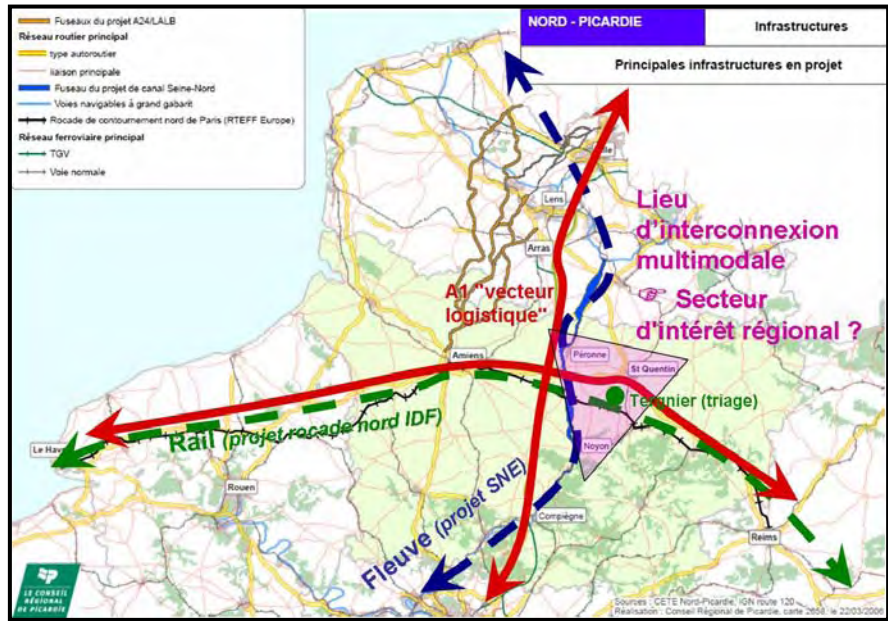 Fuseaux du projet A24/LALB
Réseau routier principal
type autoroutier
liaison principale
Fuseau du projet de canal Seine-Nord
Voies navigables à grand gabarit
Rocade de contournement nord de Paris (RTEFF Europe)
Réseau ferroviaire principal
TGV
Voie normale
NORD - PICARDIE
Infrastructures
Principales infrastructures en projet
Lens
Arras
Lieu
d'interconnexion
multimodale
☞ Secteur
d'intérêt régional ?
A1 "vecteur
logistique"
Amiens
Péronne
St Quentin
Tergnier (triage)
Noyon
Le Hav
Rail (projet rocade nord IDF)
Rouen
Fleuve (projet SNE)
Compiègne
Reims
LE CONSEIL
RÉGIONAL
DE PICARDIE
Sources : CETE Nord-Picardie, IGN route 120
Réalisation : Conseil Régional de Picardie, carte 2658, le 22/03/2006